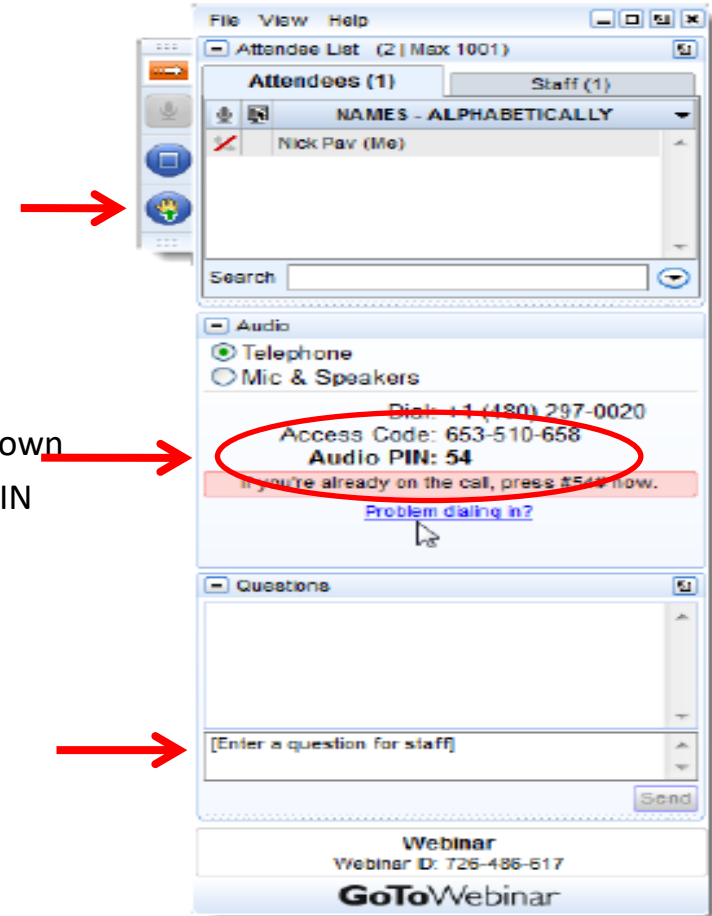 File View Help
Attendee List (2 | Max 1001)
Attendees (1) Staff (1)
NAMES - ALPHABETICALLY
Nick Pav (Me)
Search
Audio
Telephone
Mic & Speakers
Dial: +1 (480) 297-0020
Access Code: 653-510-658
own
Audio PIN: 54
If you're already on the call, press #54# now.
IN
Problem dialing in?
Questions
[Enter a question for staff]
Send
Webinar
Webinar ID: 726-486-617
GoToWebinar